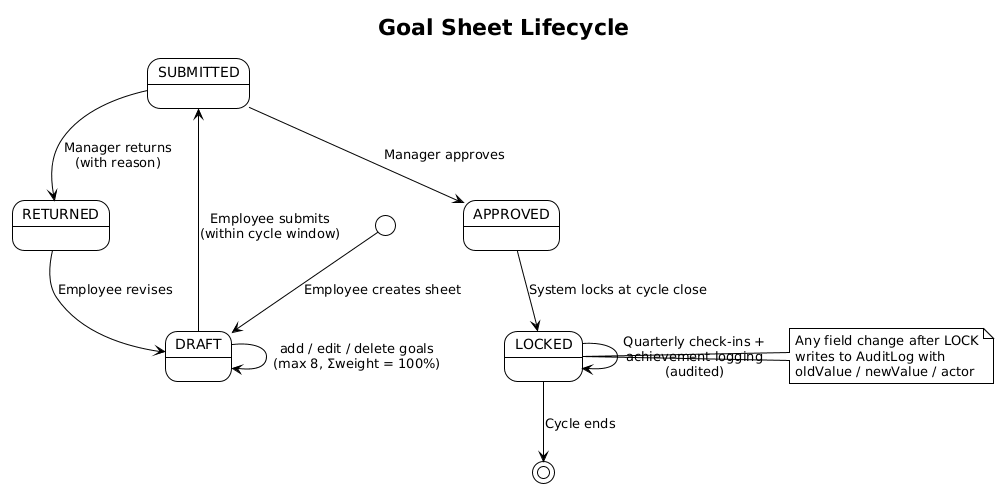 Goal Sheet Lifecycle
SUBMITTED
Manager returns
(with reason)
Manager approves
RETURNED
Employee submits
(within cycle window)
APPROVED
Employee revises
Employee creates sheet
System locks at cycle close
DRAFT
add / edit / delete goals
(max 8, Σweight = 100%)
LOCKED
Quarterly check-ins +
achievement logging
(audited)
Any field change after LOCK
writes to AuditLog with
oldValue / newValue / actor
Cycle ends